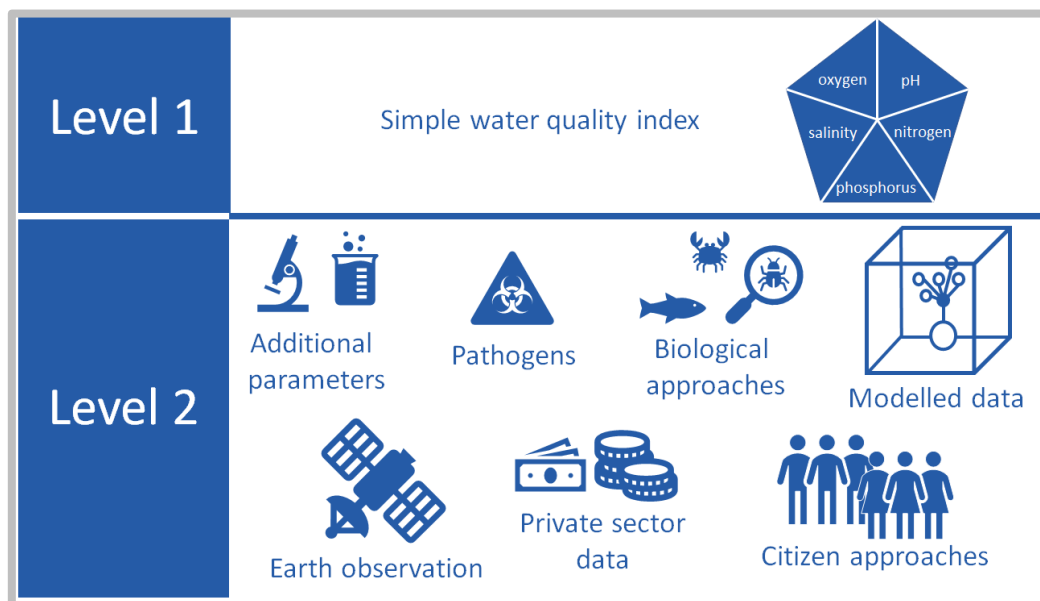 Level 1
Simple water quality index
oxygen
pH
salinity
nitrogen
phosphorus
Level 2
Additional
parameters
Pathogens
Biological
approaches
Modelled data
Earth observation
Private sector
data
Citizen approaches